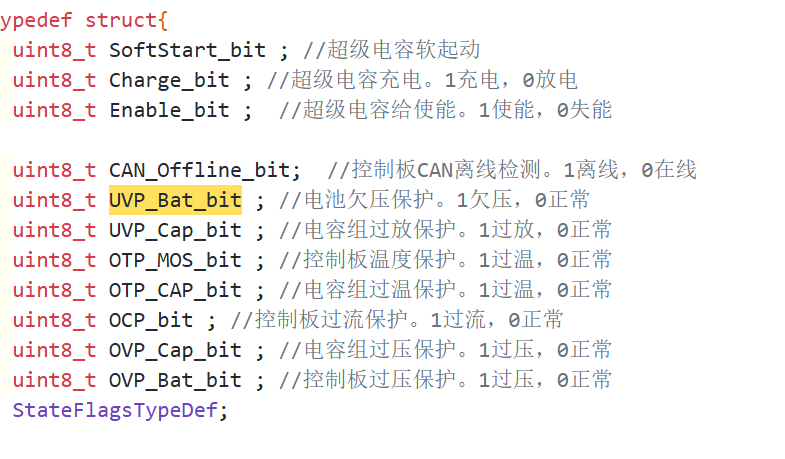 ypedef struct{
uint8_t SoftStart_bit ; //超级电容软起动
uint8_t Charge_bit ; //超级电容充电。1充电，0放电
uint8_t Enable_bit ;  //超级电容给使能。1使能，0失能
uint8_t CAN_Offline_bit;  //控制板CAN离线检测。1离线，0在线
uint8_t UVP_Bat_bit ; //电池欠压保护。1欠压，0正常
uint8_t UVP_Cap_bit ; //电容组过放保护。1过放，0正常
uint8_t OTP_MOS_bit ; //控制板温度保护。1过温，0正常
uint8_t OTP_CAP_bit ; //电容组过温保护。1过温，0正常
uint8_t OCP_bit ; //控制板过流保护。1过流，0正常
uint8_t OVP_Cap_bit ; //电容组过压保护。1过压，0正常
uint8_t OVP_Bat_bit ; //控制板过压保护。1过压，0正常
StateFlagsTypeDef;